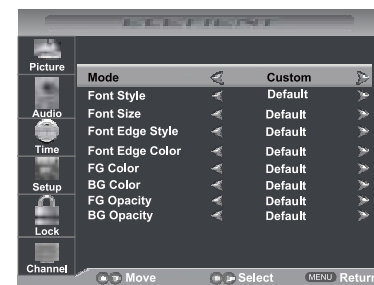 ELEMENT
Picture
Audio
Time
Setup
Lock
Channel
Mode Custom
Font Style Default
Font Size Default
Font Edge Style Default
Font Edge Color Default
FG Color Default
BG Color Default
FG Opacity Default
BG Opacity Default
Move Select MENU Return